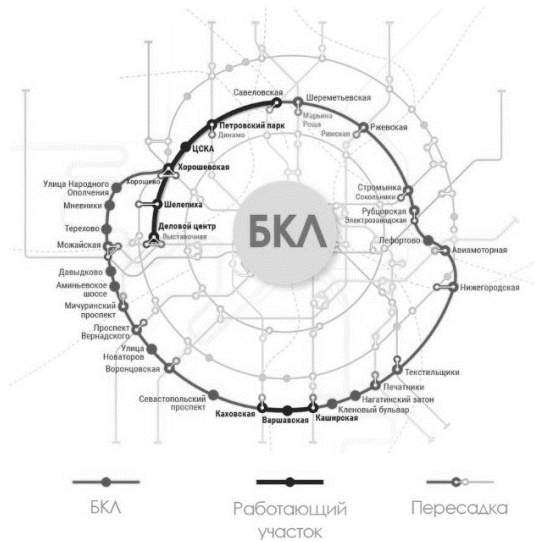 Савеловская
Шереметьевская
Петровский парк
Динамо
Марьина
Роща
Рижская
Ржевская
ЦСКА
Хорошевская
Хорошево
Стромынка
Сокольники
Улица Народного
Ополчения
Шелепиха
Рубцовская
Электрозаводская
Мневники
Терехово
Деловой центр
Выставочная
БКЛ
Лефортово
Можайская
Авиамоторная
Давыдково
Аминьевское
шоссе
Нижегородская
Мичуринский
проспект
Проспект
Вернадского
Улица
Новаторов
Воронцовская
Текстильщики
Печатники
Севастопольский
проспект
Нагатинский затон
Кленовый бульвар
Каховская
Варшавская
Каширская
БКЛ
Работающий
участок
Пересадка